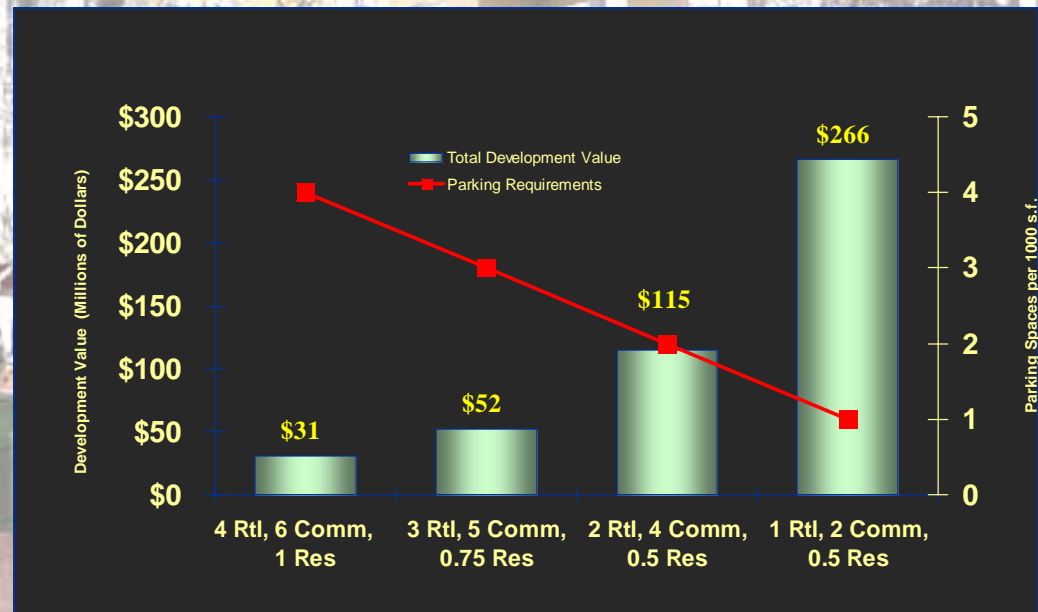 Development Value (Millions of Dollars)
$300
$250
$200
$150
$100
$50
$0
Total Development Value
Parking Requirements
$31
$52
$115
$266
5
4
3
2
1
0
Parking Spaces per 1000 s.f.
4 Rtl, 6 Comm,
1 Res
3 Rtl, 5 Comm,
0.75 Res
2 Rtl, 4 Comm,
0.5 Res
1 Rtl, 2 Comm,
0.5 Res